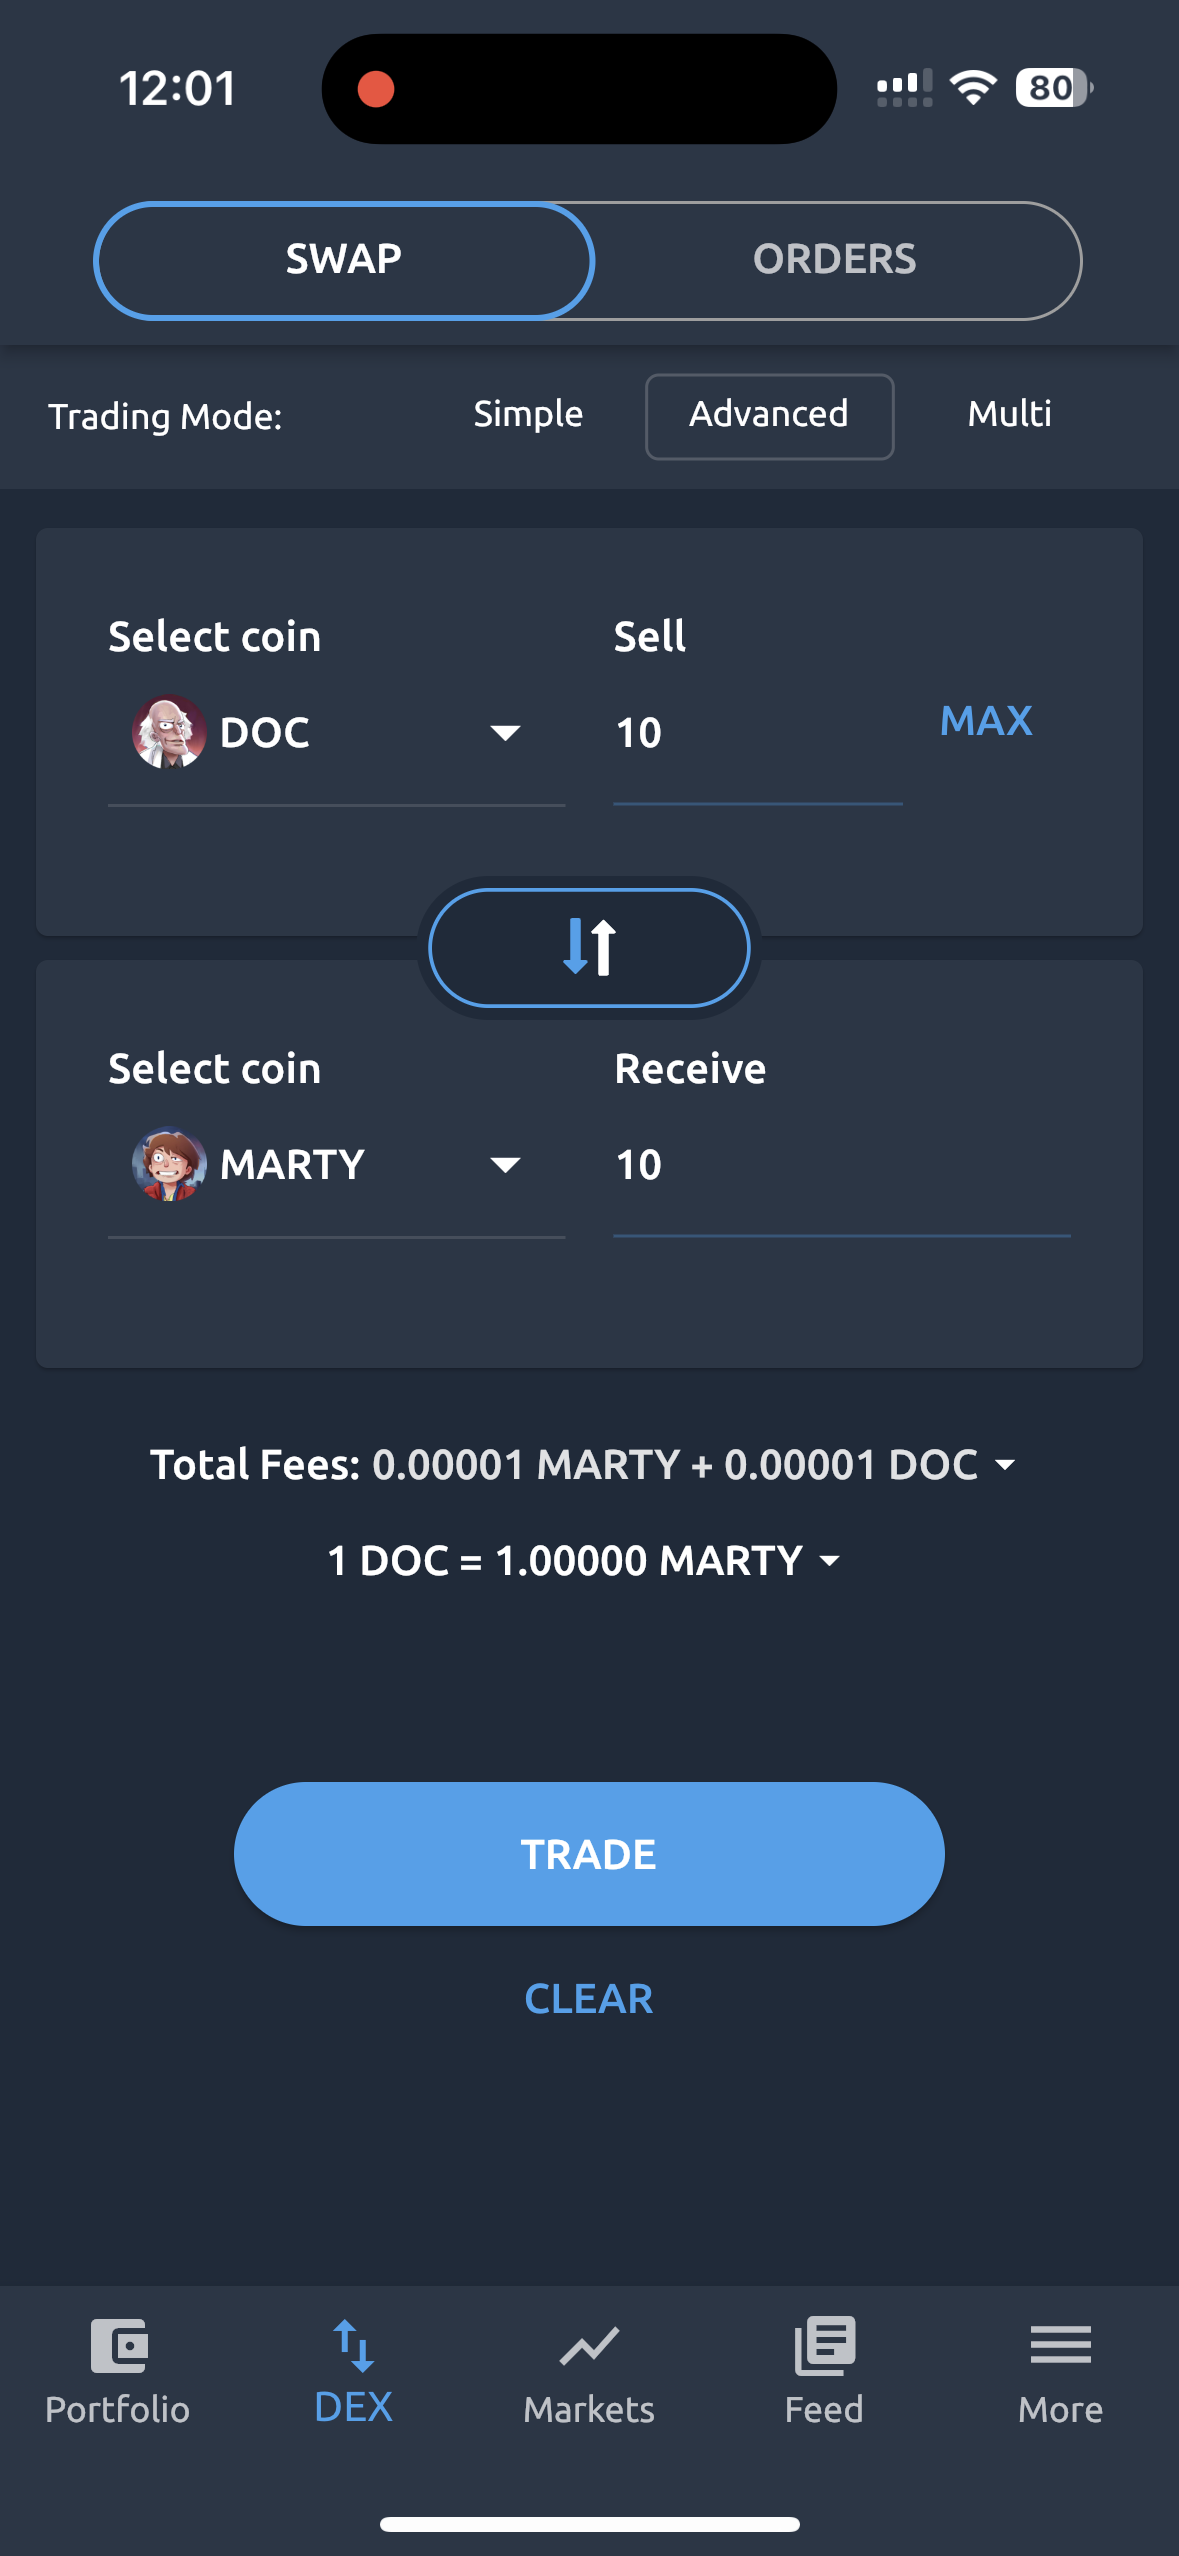 12:01
80
SWAP ORDERS
Trading Mode: Simple Advanced Multi
Select coin Sell
DOC 10 MAX
Select coin Receive
MARTY 10
Total Fees: 0.00001 MARTY + 0.00001 DOC
1 DOC = 1.00000 MARTY
TRADE
CLEAR
Portfolio DEX Markets Feed More